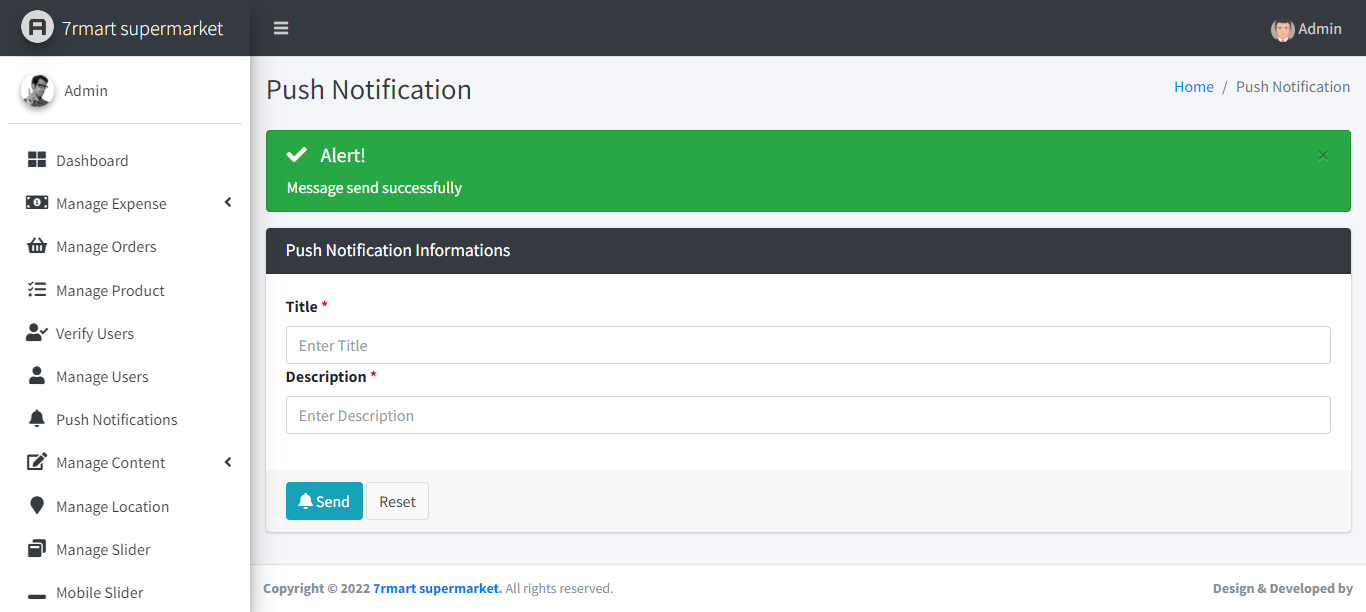 7rmart supermarket
Admin
Admin
Push Notification
Home / Push Notification
Alert!
×
Message send successfully
Push Notification Informations
Title *
Enter Title
Description *
Enter Description
Send
Reset
Dashboard
Manage Expense
Manage Orders
Manage Product
Verify Users
Manage Users
Push Notifications
Manage Content
Manage Location
Manage Slider
Mobile Slider
Copyright © 2022 7rmart supermarket. All rights reserved.
Design & Developed by